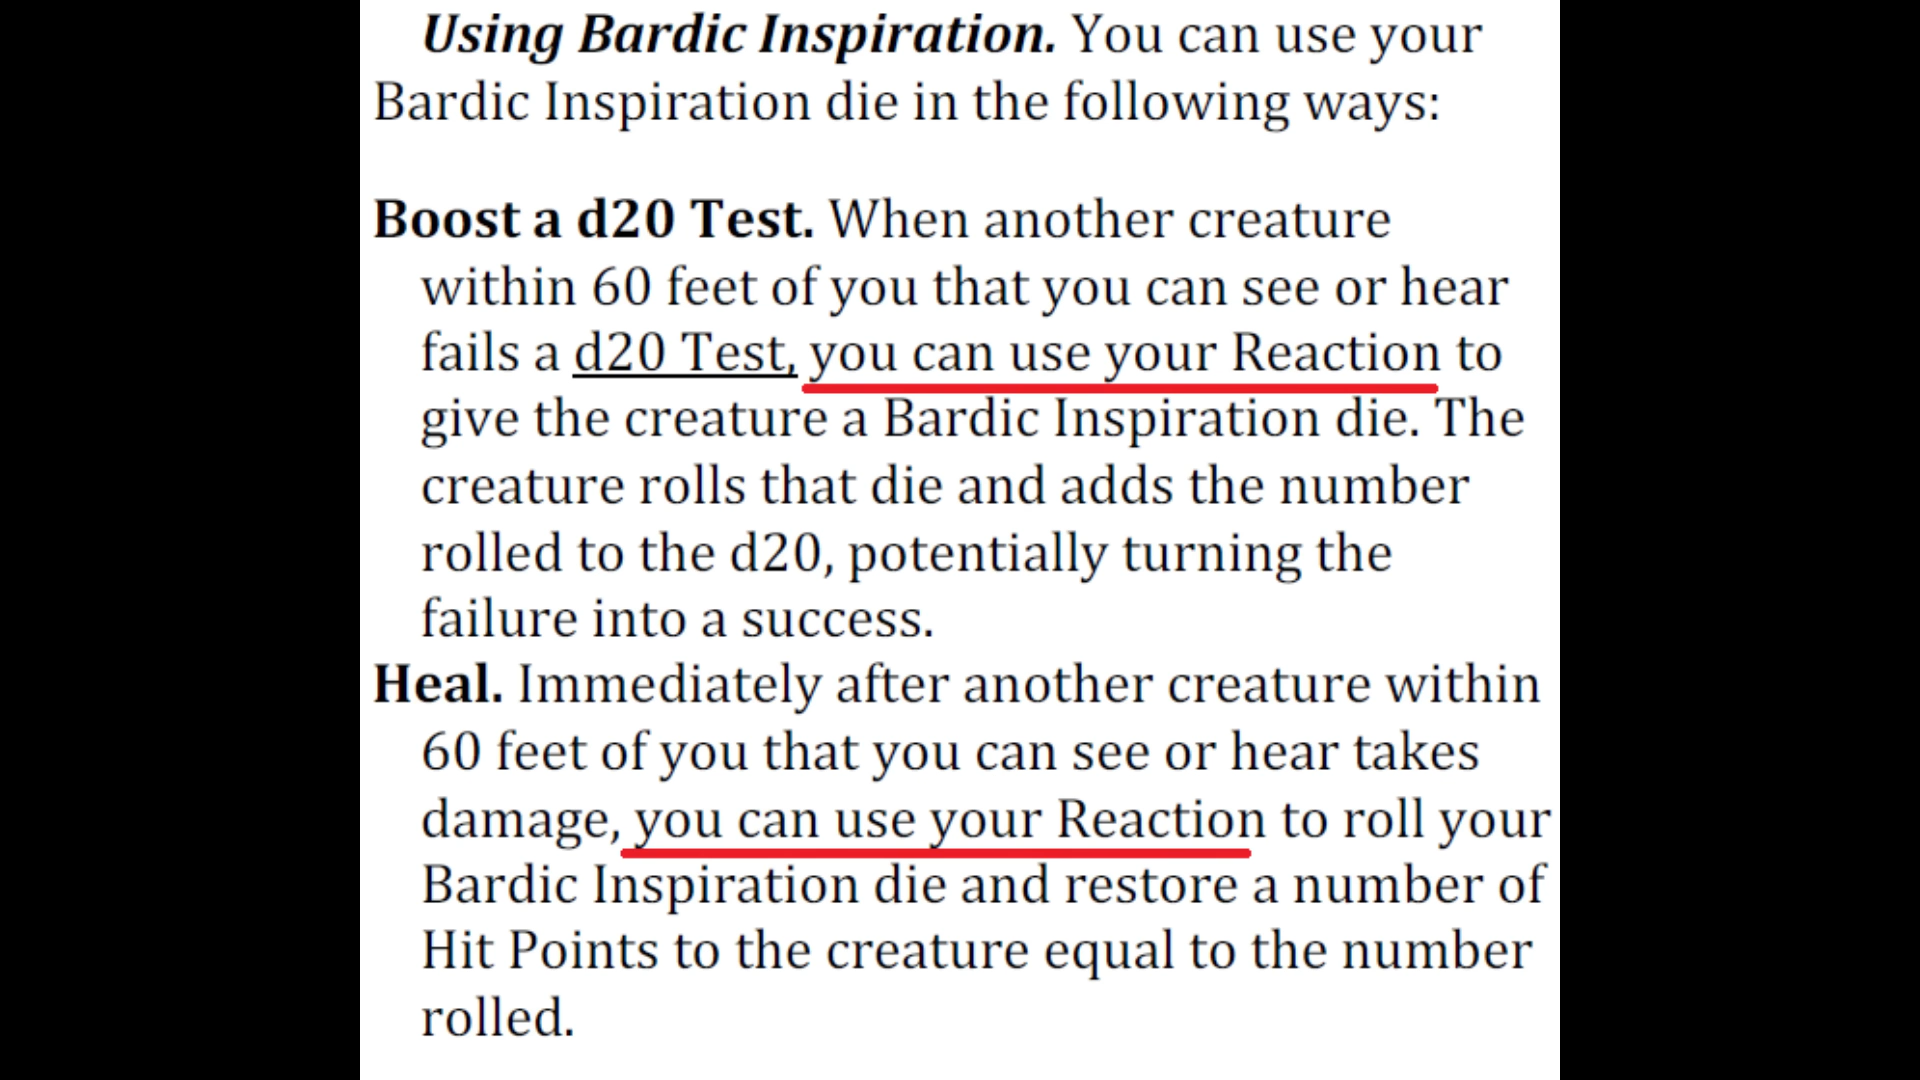 Using Bardic Inspiration. You can use your
Bardic Inspiration die in the following ways:
Boost a d20 Test. When another creature
within 60 feet of you that you can see or hear
fails a d20 Test, you can use your Reaction to
give the creature a Bardic Inspiration die. The
creature rolls that die and adds the number
rolled to the d20, potentially turning the
failure into a success.
Heal. Immediately after another creature within
60 feet of you that you can see or hear takes
damage, you can use your Reaction to roll your
Bardic Inspiration die and restore a number of
Hit Points to the creature equal to the number
rolled.